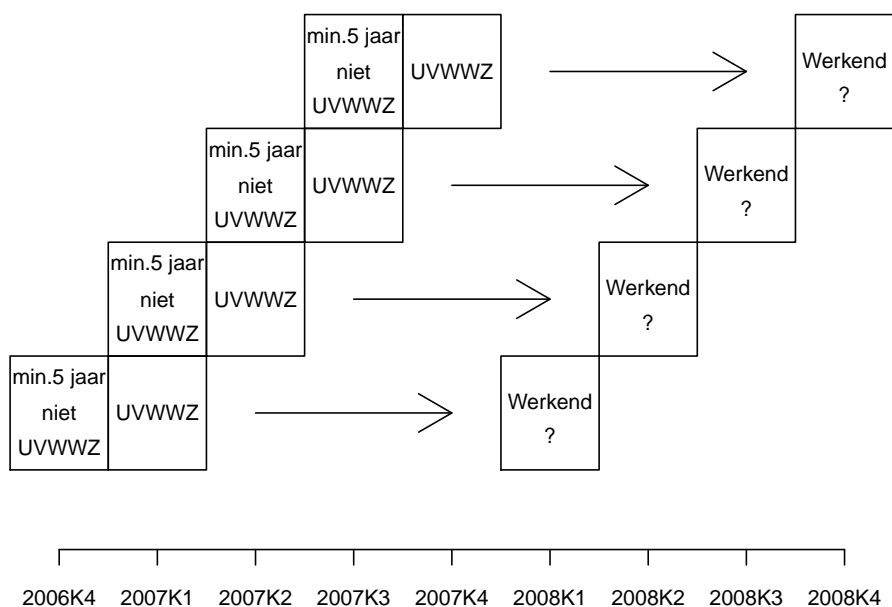 min.5 jaar
niet
UVWWZ
UVWWZ
Werkend
?
min.5 jaar
niet
UVWWZ
UVWWZ
Werkend
?
min.5 jaar
niet
UVWWZ
UVWWZ
Werkend
?
min.5 jaar
niet
UVWWZ
UVWWZ
Werkend
?
2006K4 2007K1 2007K2 2007K3 2007K4 2008K1 2008K2 2008K3 2008K4